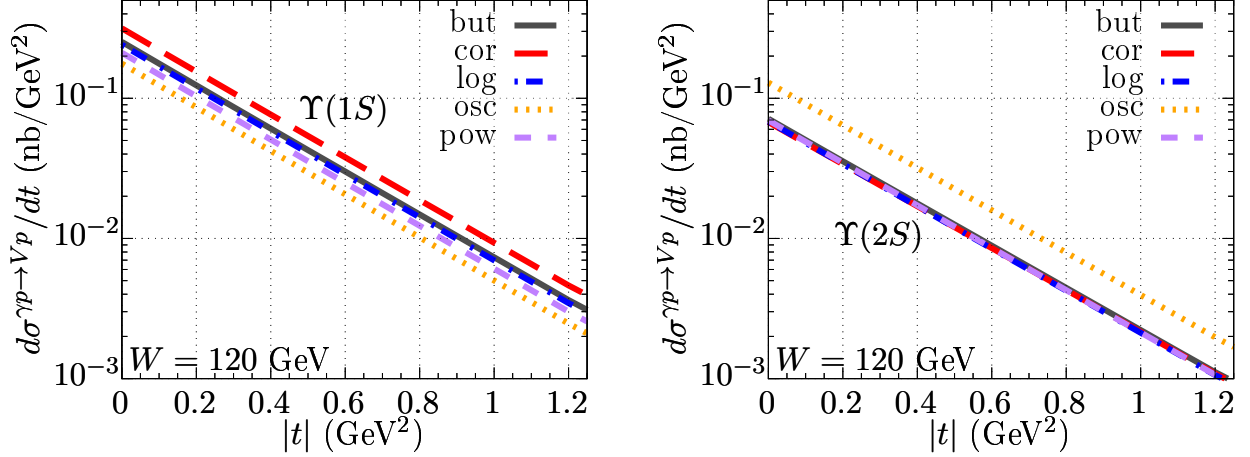 dσ^{γp→Vp}/dt (nb/GeV²)
10⁻¹
10⁻²
10⁻³
but
cor
log
osc
pow
Υ(1S)
W = 120 GeV
0 0.2 0.4 0.6 0.8 1 1.2
|t| (GeV²)
dσ^{γp→Vp}/dt (nb/GeV²)
10⁻¹
10⁻²
10⁻³
but
cor
log
osc
pow
Υ(2S)
W = 120 GeV
0 0.2 0.4 0.6 0.8 1 1.2
|t| (GeV²)